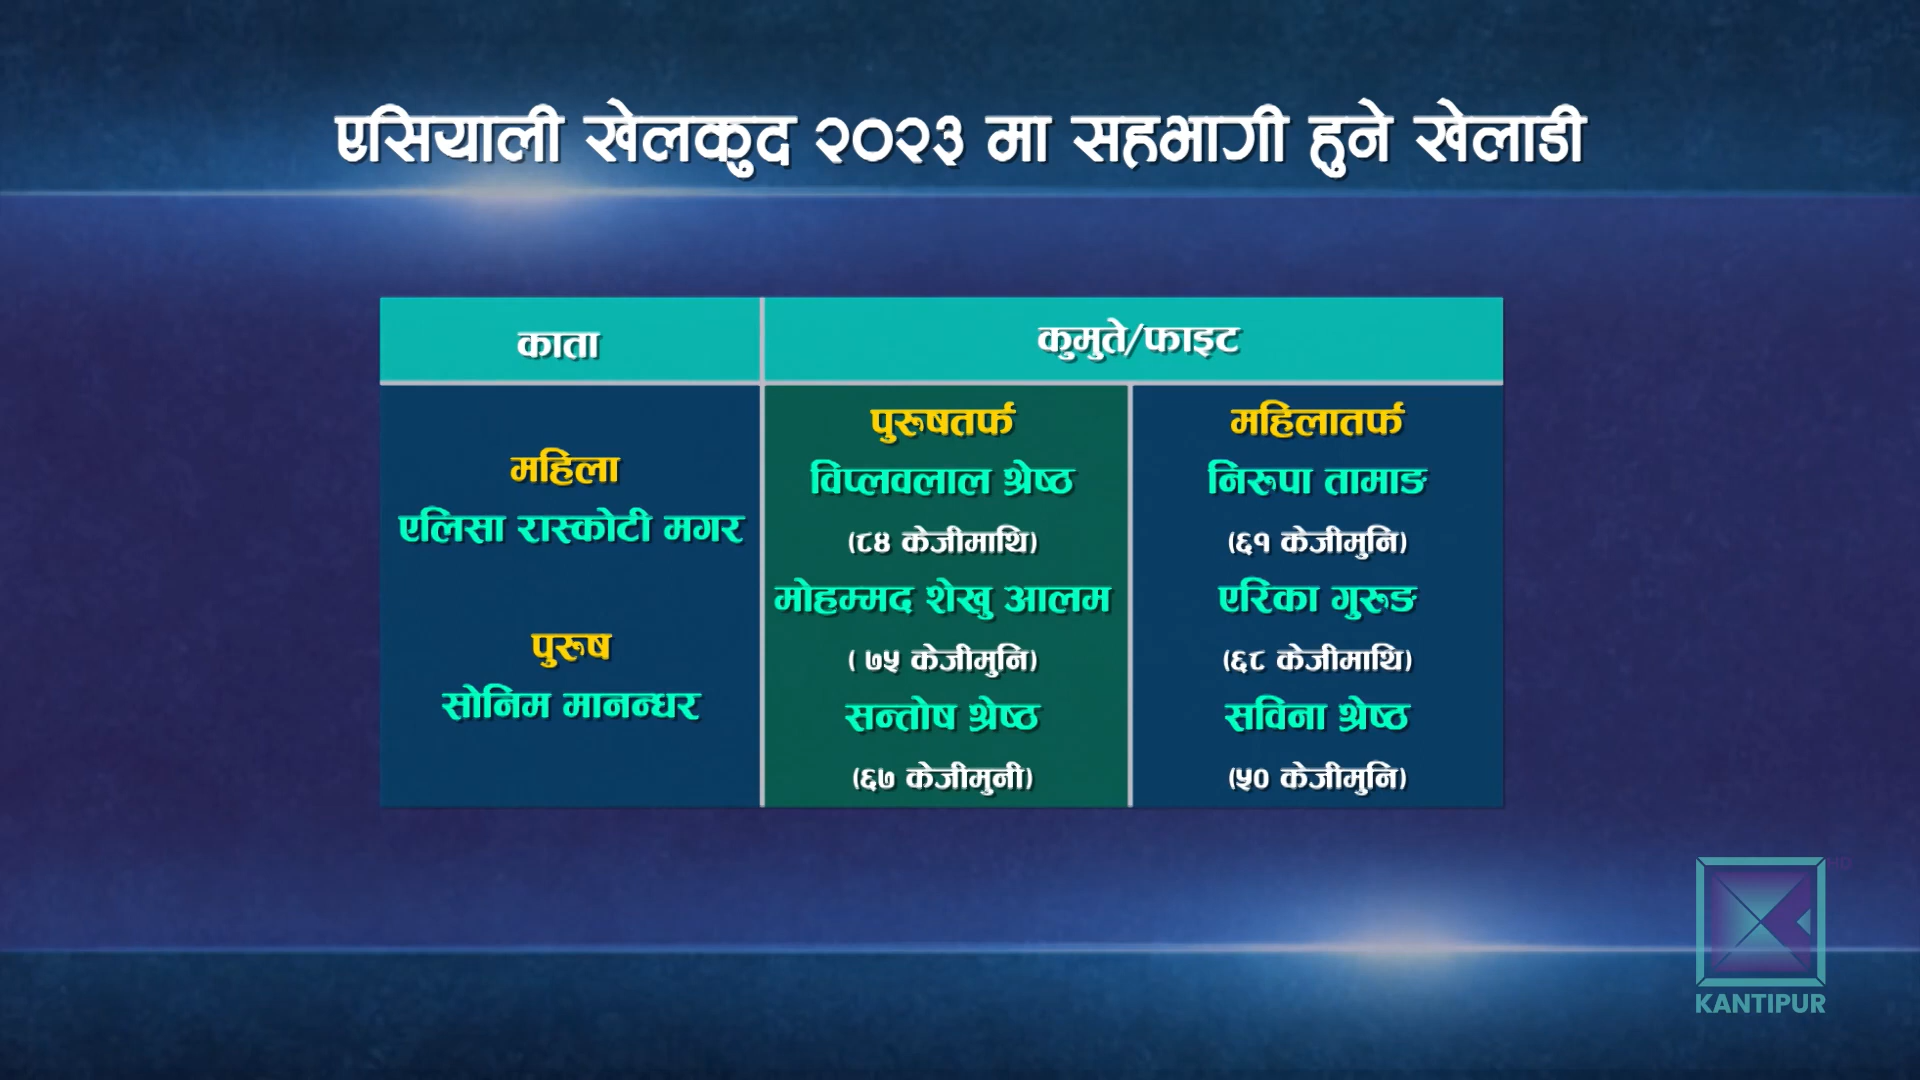 एसियाली खेलकुद २०२३ मा सहभागी हुने खेलाडी
काता
कुमुते/फाइट
महिला
एलिसा रास्कोटी मगर
पुरूष
सोनिम मानन्धर
पुरूषतर्फ
विप्लवलाल श्रेष्ठ
(८४ केजीमाथि)
मोहम्मद शेखु आलम
( ७५ केजीमुनि)
सन्तोष श्रेष्ठ
(६७ केजीमुनी)
महिलातर्फ
निरूपा तामाङ
(६१ केजीमुनि)
एरिका गुरूङ
(६८ केजीमाथि)
सविना श्रेष्ठ
(५० केजीमुनि)
HD
KANTIPUR